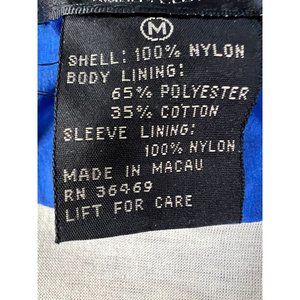 M
SHELL: 100% NYLON
BODY LINING:
65% POLYESTER
35% COTTON
SLEEVE LINING:
100% NYLON
MADE IN MACAU
RN 36469
LIFT FOR CARE